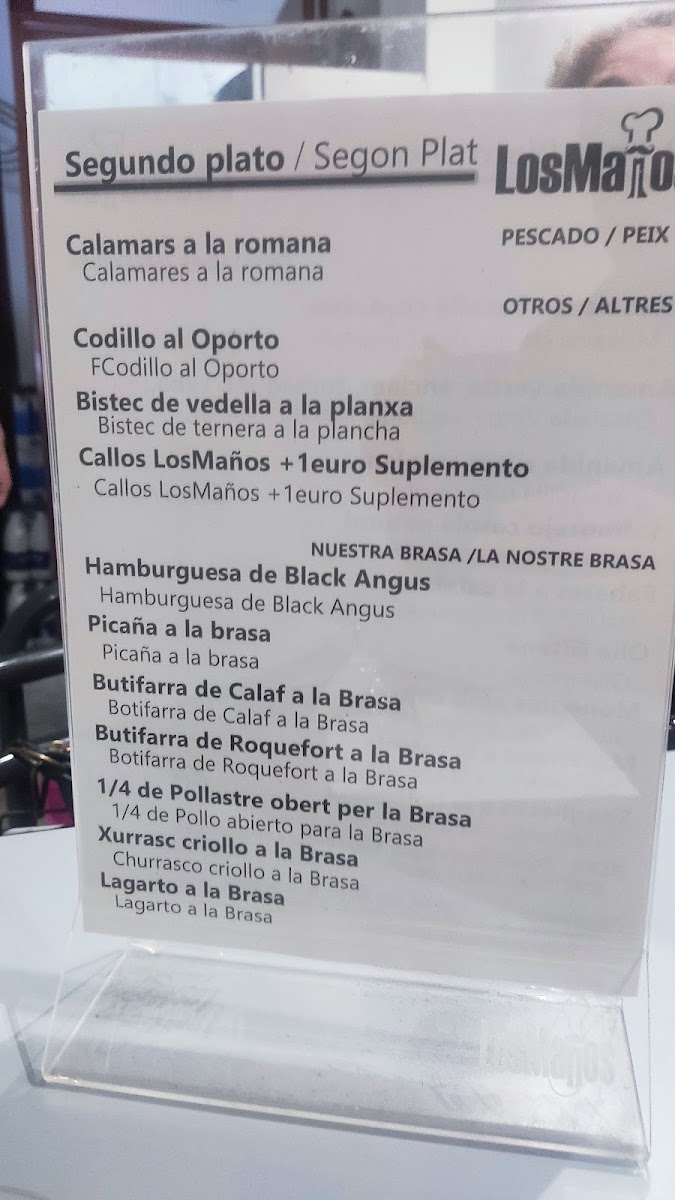 Segundo plato / Segon Plat
LosMaños
PESCADO / PEIX
Calamars a la romana
Calamares a la romana
OTROS / ALTRES
Codillo al Oporto
FCodillo al Oporto
Bistec de vedella a la planxa
Bistec de ternera a la plancha
Callos LosMaños +1euro Suplemento
Callos LosMaños +1euro Suplemento
NUESTRA BRASA /LA NOSTRE BRASA
Hamburguesa de Black Angus
Hamburguesa de Black Angus
Picaña a la brasa
Picaña a la brasa
Butifarra de Calaf a la Brasa
Botifarra de Calaf a la Brasa
Butifarra de Roquefort a la Brasa
Botifarra de Roquefort a la Brasa
1/4 de Pollastre obert per la Brasa
1/4 de Pollo abierto para la Brasa
Xurrasc criollo a la Brasa
Churrasco criollo a la Brasa
Lagarto a la Brasa
Lagarto a la Brasa
LosMaños